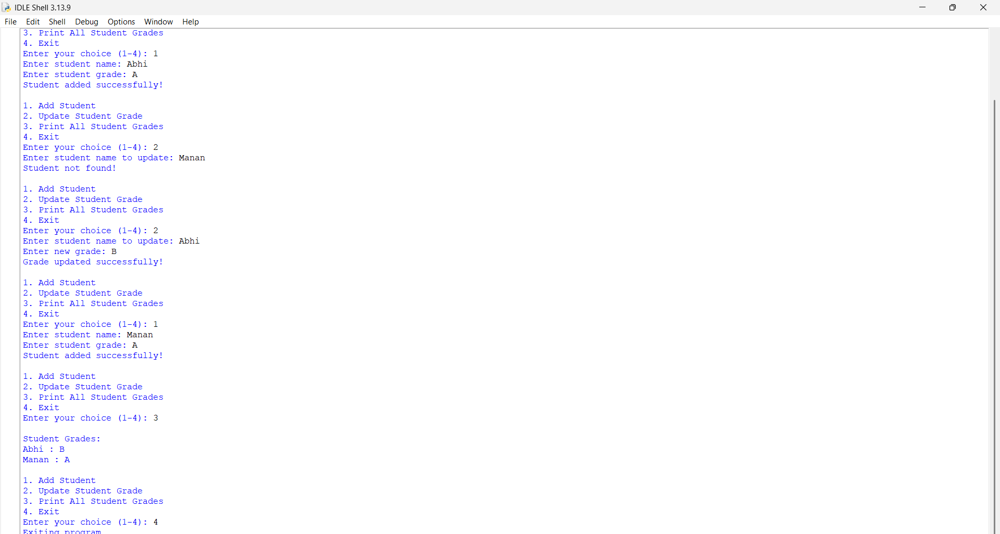 IDLE Shell 3.13.9
File Edit Shell Debug Options Window Help
3. Print All Student Grades
4. Exit
Enter your choice (1-4): 1
Enter student name: Abhi
Enter student grade: A
Student added successfully!
1. Add Student
2. Update Student Grade
3. Print All Student Grades
4. Exit
Enter your choice (1-4): 2
Enter student name to update: Manan
Student not found!
1. Add Student
2. Update Student Grade
3. Print All Student Grades
4. Exit
Enter your choice (1-4): 2
Enter student name to update: Abhi
Enter new grade: B
Grade updated successfully!
1. Add Student
2. Update Student Grade
3. Print All Student Grades
4. Exit
Enter your choice (1-4): 1
Enter student name: Manan
Enter student grade: A
Student added successfully!
1. Add Student
2. Update Student Grade
3. Print All Student Grades
4. Exit
Enter your choice (1-4): 3
Student Grades:
Abhi : B
Manan : A
1. Add Student
2. Update Student Grade
3. Print All Student Grades
4. Exit
Enter your choice (1-4): 4
Exiting program